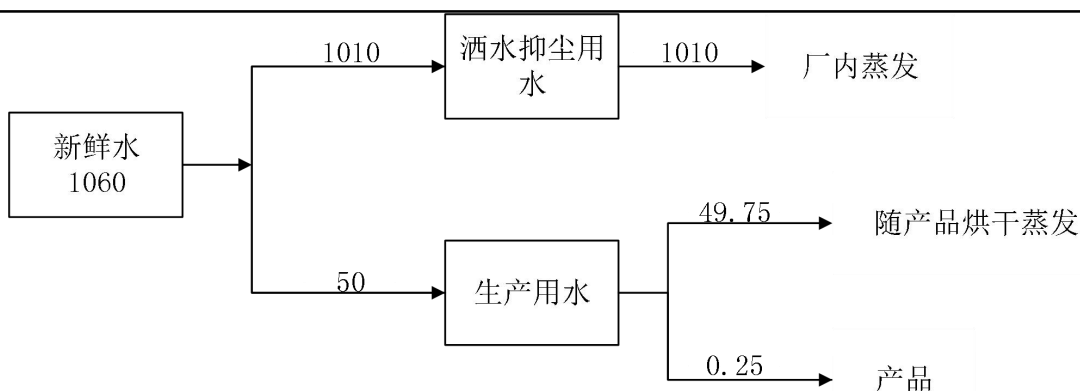 1010
洒水抑尘用
水
1010
厂内蒸发
新鲜水
1060
49.75
随产品烘干蒸发
50
生产用水
0.25
产品